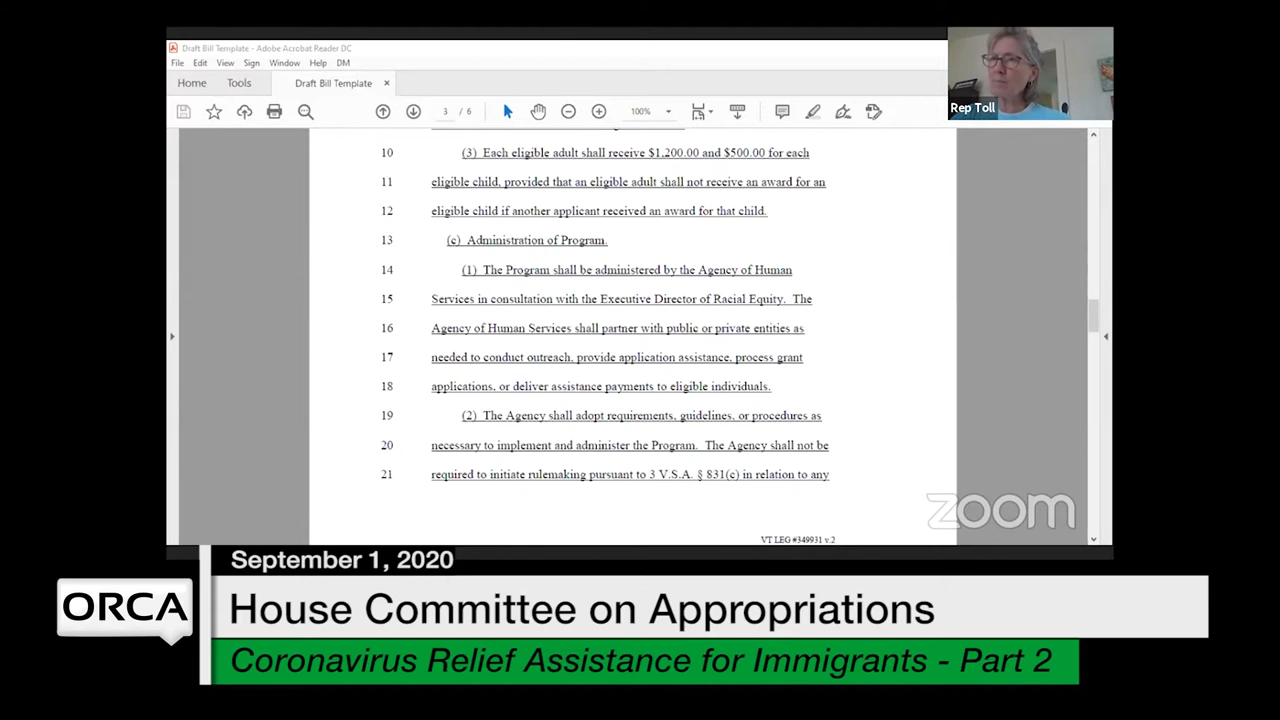 Draft Bill Template - Adobe Acrobat Reader DC
File Edit View Sign Window Help DM
Home Tools Draft Bill Template ×
3 / 6 100%
Rep Toll
10 (3) Each eligible adult shall receive $1,200.00 and $500.00 for each
11 eligible child, provided that an eligible adult shall not receive an award for an
12 eligible child if another applicant received an award for that child.
13 (c) Administration of Program.
14 (1) The Program shall be administered by the Agency of Human
15 Services in consultation with the Executive Director of Racial Equity. The
16 Agency of Human Services shall partner with public or private entities as
17 needed to conduct outreach, provide application assistance, process grant
18 applications, or deliver assistance payments to eligible individuals.
19 (2) The Agency shall adopt requirements, guidelines, or procedures as
20 necessary to implement and administer the Program. The Agency shall not be
21 required to initiate rulemaking pursuant to 3 V.S.A. § 831(c) in relation to any
zoom
VT LEG #349931 v.2
September 1, 2020
ORCA
House Committee on Appropriations
Coronavirus Relief Assistance for Immigrants - Part 2